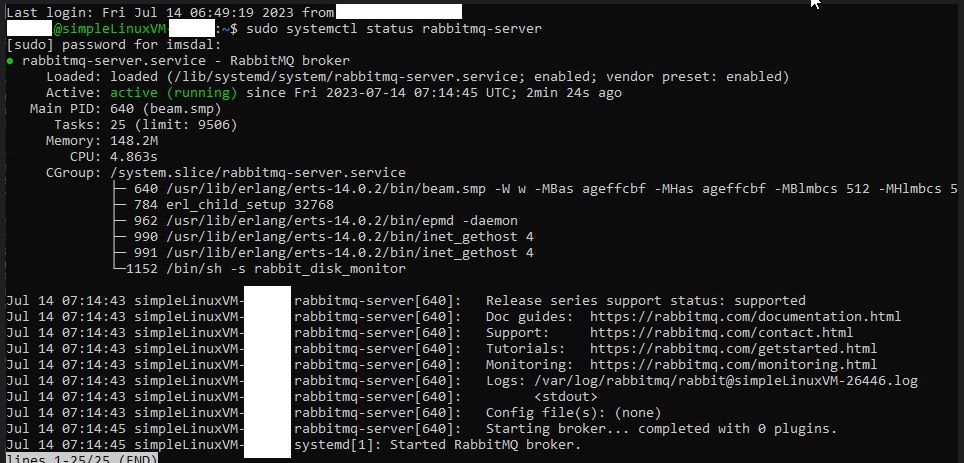 Last login: Fri Jul 14 06:49:19 2023 from
@simpleLinuxVM :~$ sudo systemctl status rabbitmq-server
[sudo] password for imsdal:
● rabbitmq-server.service - RabbitMQ broker
Loaded: loaded (/lib/systemd/system/rabbitmq-server.service; enabled; vendor preset: enabled)
Active: active (running) since Fri 2023-07-14 07:14:45 UTC; 2min 24s ago
Main PID: 640 (beam.smp)
Tasks: 25 (limit: 9506)
Memory: 148.2M
CPU: 4.863s
CGroup: /system.slice/rabbitmq-server.service
├─ 640 /usr/lib/erlang/erts-14.0.2/bin/beam.smp -W w -MBas ageffcbf -MHas ageffcbf -MBlmbcs 512 -MHlmbcs 5
├─ 784 erl_child_setup 32768
├─ 962 /usr/lib/erlang/erts-14.0.2/bin/epmd -daemon
├─ 990 /usr/lib/erlang/erts-14.0.2/bin/inet_gethost 4
├─ 991 /usr/lib/erlang/erts-14.0.2/bin/inet_gethost 4
└─1152 /bin/sh -s rabbit_disk_monitor
Jul 14 07:14:43 simpleLinuxVM- rabbitmq-server[640]: Release series support status: supported
Jul 14 07:14:43 simpleLinuxVM- rabbitmq-server[640]: Doc guides: https://rabbitmq.com/documentation.html
Jul 14 07:14:43 simpleLinuxVM- rabbitmq-server[640]: Support: https://rabbitmq.com/contact.html
Jul 14 07:14:43 simpleLinuxVM- rabbitmq-server[640]: Tutorials: https://rabbitmq.com/getstarted.html
Jul 14 07:14:43 simpleLinuxVM- rabbitmq-server[640]: Monitoring: https://rabbitmq.com/monitoring.html
Jul 14 07:14:43 simpleLinuxVM- rabbitmq-server[640]: Logs: /var/log/rabbitmq/rabbit@simpleLinuxVM-26446.log
Jul 14 07:14:43 simpleLinuxVM- rabbitmq-server[640]: <stdout>
Jul 14 07:14:43 simpleLinuxVM- rabbitmq-server[640]: Config file(s): (none)
Jul 14 07:14:45 simpleLinuxVM- rabbitmq-server[640]: Starting broker... completed with 0 plugins.
Jul 14 07:14:45 simpleLinuxVM- systemd[1]: Started RabbitMQ broker.
lines 1-25/25 (END)